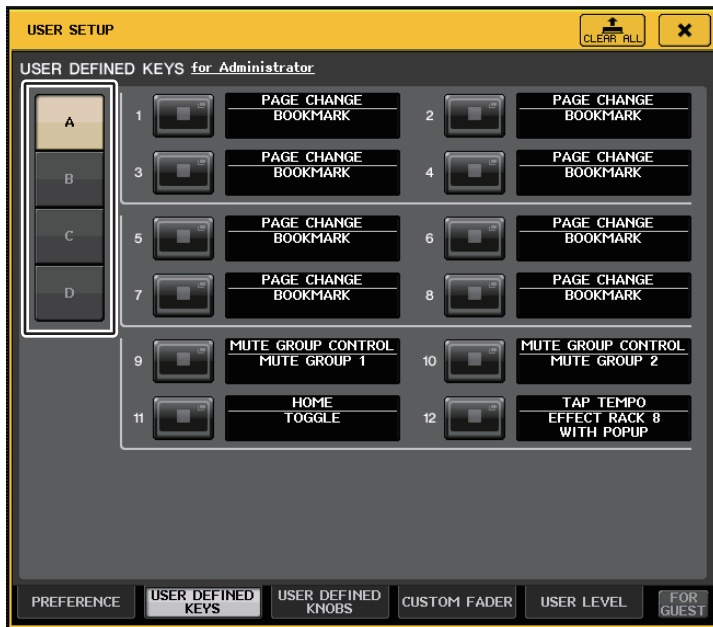 USER SETUP
CLEAR ALL
USER DEFINED KEYS for Administrator
A
B
C
D
1
PAGE CHANGE
BOOKMARK
2
PAGE CHANGE
BOOKMARK
3
PAGE CHANGE
BOOKMARK
4
PAGE CHANGE
BOOKMARK
5
PAGE CHANGE
BOOKMARK
6
PAGE CHANGE
BOOKMARK
7
PAGE CHANGE
BOOKMARK
8
PAGE CHANGE
BOOKMARK
9
MUTE GROUP CONTROL
MUTE GROUP 1
10
MUTE GROUP CONTROL
MUTE GROUP 2
11
HOME
TOGGLE
12
TAP TEMPO
EFFECT RACK 8
WITH POPUP
PREFERENCE
USER DEFINED
KEYS
USER DEFINED
KNOBS
CUSTOM FADER
USER LEVEL
FOR
GUEST